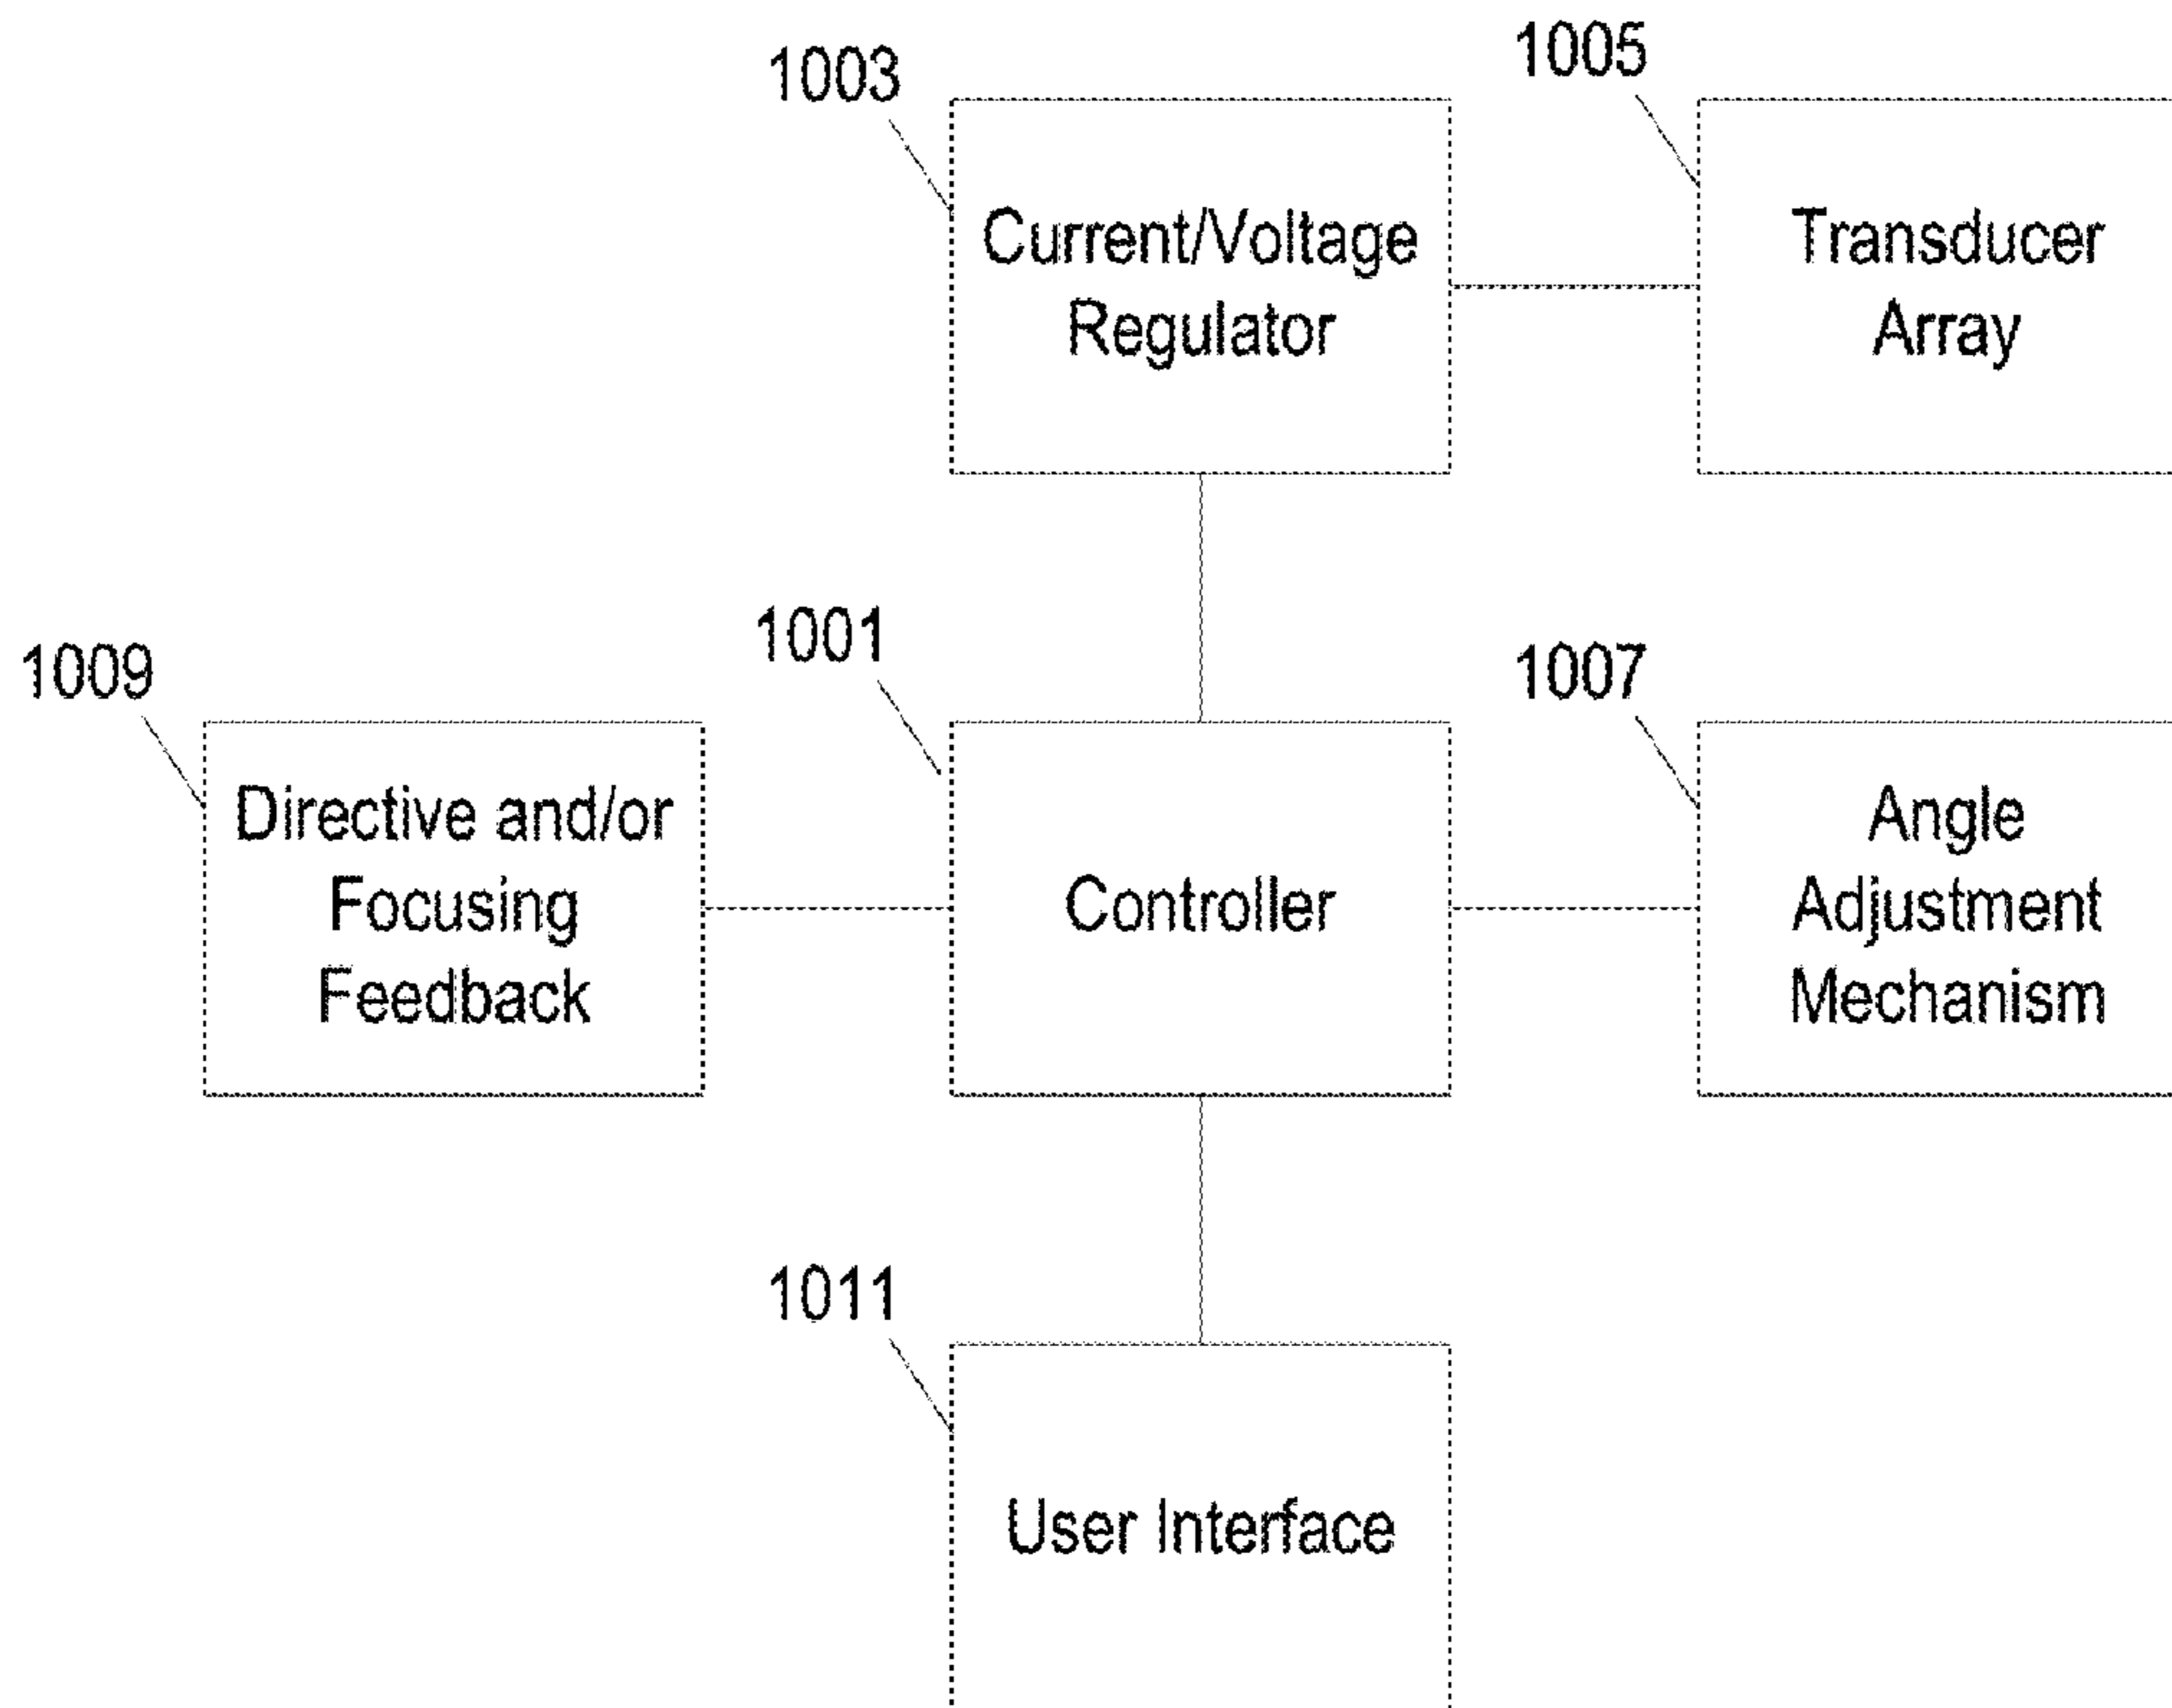 1003
1005
Current/Voltage
Regulator
Transducer
Array
1009
1001
1007
Directive and/or
Focusing
Feedback
Controller
Angle
Adjustment
Mechanism
1011
User Interface